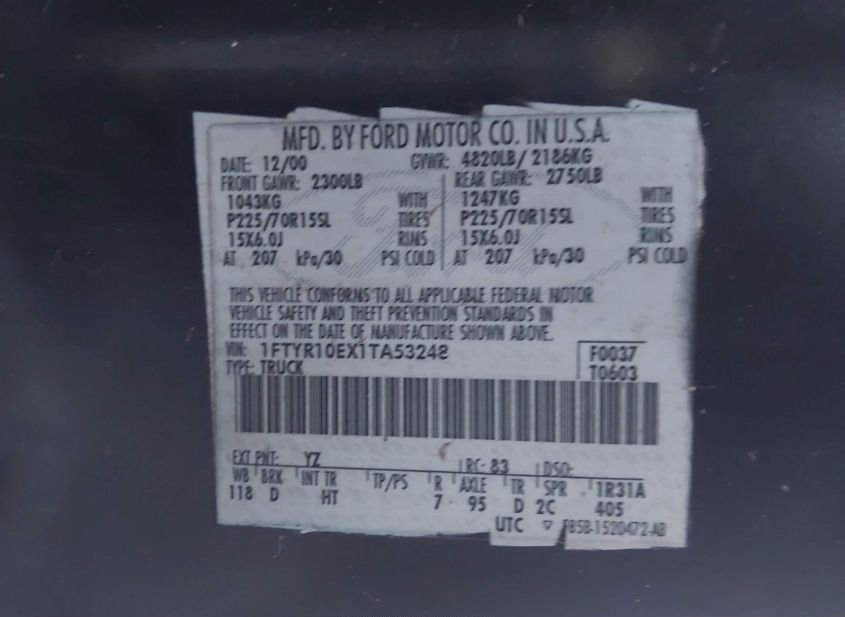 MFD. BY FORD MOTOR CO. IN U.S.A.
DATE: 12/00 GVWR: 4820LB/ 2186KG
FRONT GAWR: 2300LB REAR GAWR: 2750LB
1043KG WITH 1247KG WITH
P225/70R15SL TIRES P225/70R15SL TIRES
15X6.0J RIMS 15X6.0J RIMS
AT 207 kPa/30 PSI COLD AT 207 kPa/30 PSI COLD
THIS VEHICLE CONFORMS TO ALL APPLICABLE FEDERAL MOTOR
VEHICLE SAFETY AND THEFT PREVENTION STANDARDS IN
EFFECT ON THE DATE OF MANUFACTURE SHOWN ABOVE.
VIN: 1FTYR10EX1TA53248 F0037
TYPE: TRUCK T0603
EXT PNT: YZ RC: 83 DSO:
WB BRK INT TR TP/PS R AXLE TR SPR 1R31A
118 D HT 7 95 D 2C 405
UTC ▽ F85B-1520472-AB